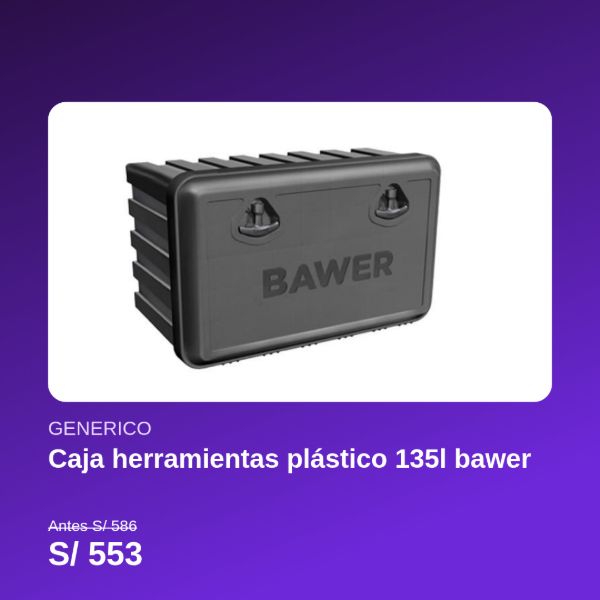 BAWER
GENERICO
Caja herramientas plástico 135l bawer
Antes S/ 586
S/ 553